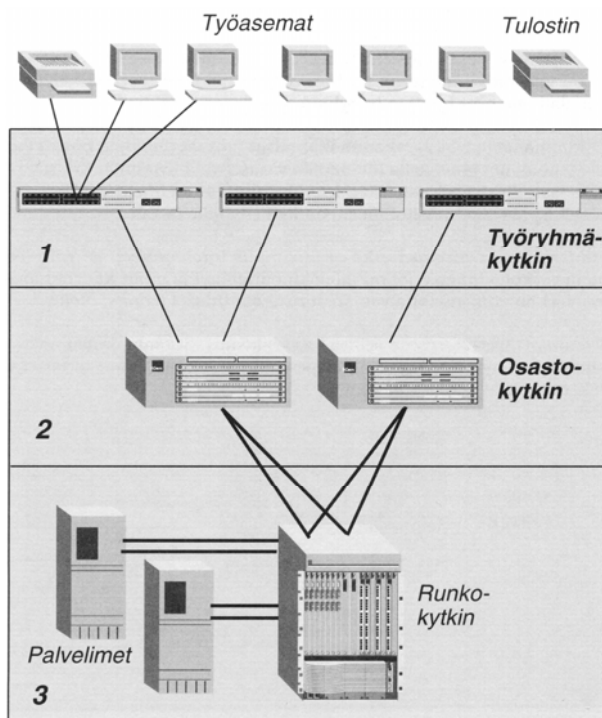 Työasemat
Tulostin
1
Työryhmä-
kytkin
Osasto-
kytkin
2
Runko-
kytkin
Palvelimet
3